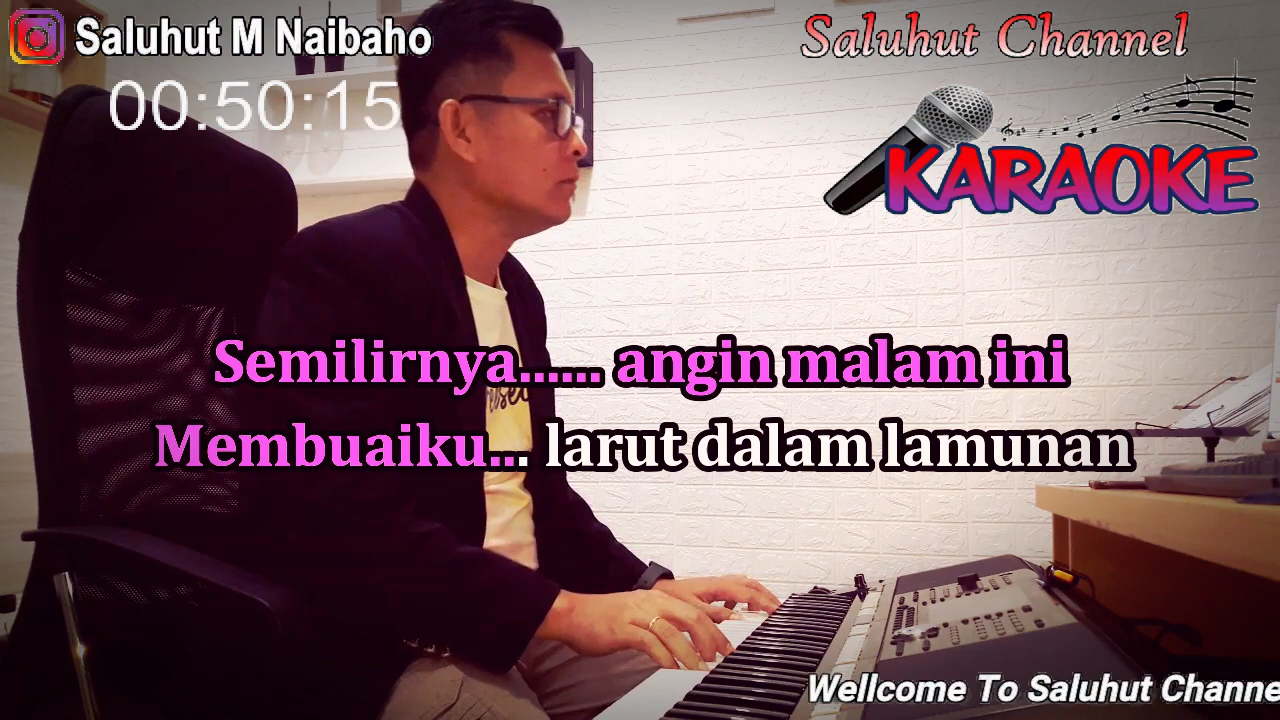 Saluhut M Naibaho
Saluhut Channel
00:50:15
KARAOKE
Semilirnya...... angin malam ini
Membuaiku... larut dalam lamunan
Wellcome To Saluhut Channe